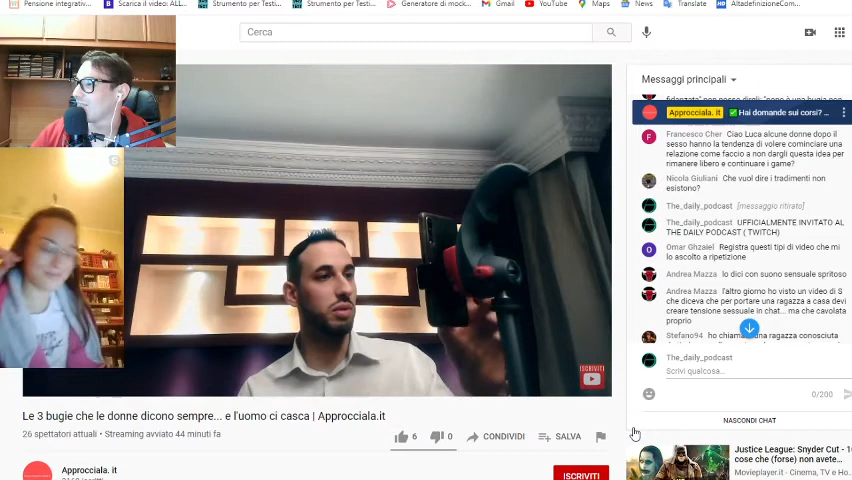 Pensione integrativ...
Scarica il video: ALL...
Strumento per Testi...
Strumento per Testi...
Generatore di mock...
Gmail
YouTube
Maps
News
Translate
AltadefinizioneCom...
Cerca
Messaggi principali
Approcciala. it ✅ Hai domande sui corsi? ...
Francesco Cher Ciao Luca alcune donne dopo il
sesso hanno la tendenza di volere cominciare una
relazione come faccio a non dargli questa idea per
rimanere libero e continuare il game?
Nicola Giuliani Che vuol dire i tradimenti non
esistono?
The_daily_podcast [messaggio ritirato]
The_daily_podcast UFFICIALMENTE INVITATO AL
THE DAILY PODCAST ( TWITCH)
Omar Ghzaiel Registra questi tipi di video che mi
lo ascolto a ripetizione
Andrea Mazza lo dici con suono sensuale spritoso
Andrea Mazza l'altro giorno ho visto un video di S
che diceva che per portare una ragazza a casa devi
creare tensione sessuale in chat... ma che cavolata
proprio
Stefano94 ho chiam una ragazza conosciuta
The_daily_podcast
Scrivi qualcosa...
0/200
NASCONDI CHAT
ISCRIVITI
Le 3 bugie che le donne dicono sempre... e l'uomo ci casca | Approcciala.it
26 spettatori attuali • Streaming avviato 44 minuti fa
6
0
CONDIVIDI
SALVA
Approcciala. it
ISCRIVITI
Justice League: Snyder Cut - 1
cose che (forse) non avete...
Movieplayer.it • Cinema, TV e Ho...